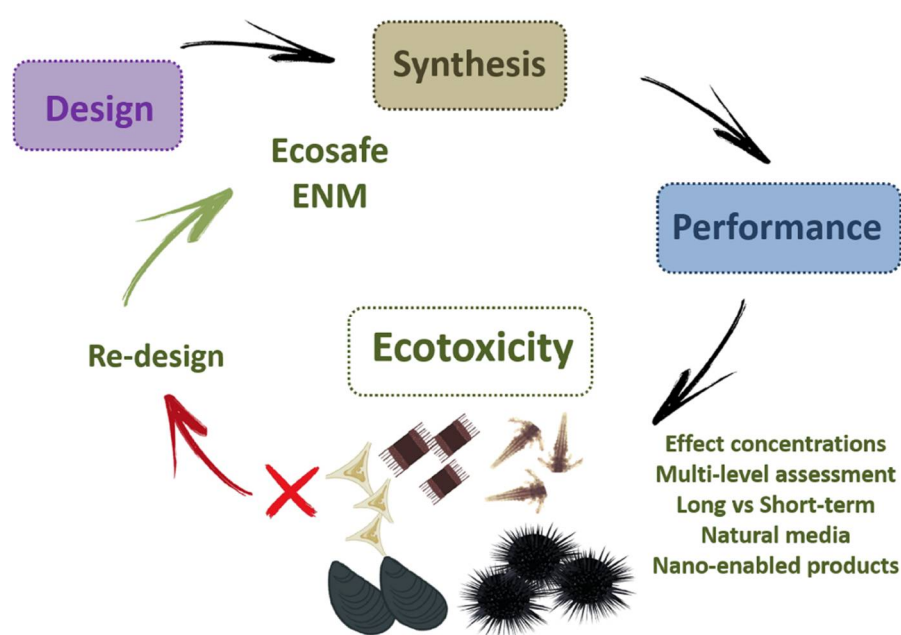 Design
Synthesis
Ecosafe
ENM
Performance
Re-design
Ecotoxicity
Effect concentrations
Multi-level assessment
Long vs Short-term
Natural media
Nano-enabled products